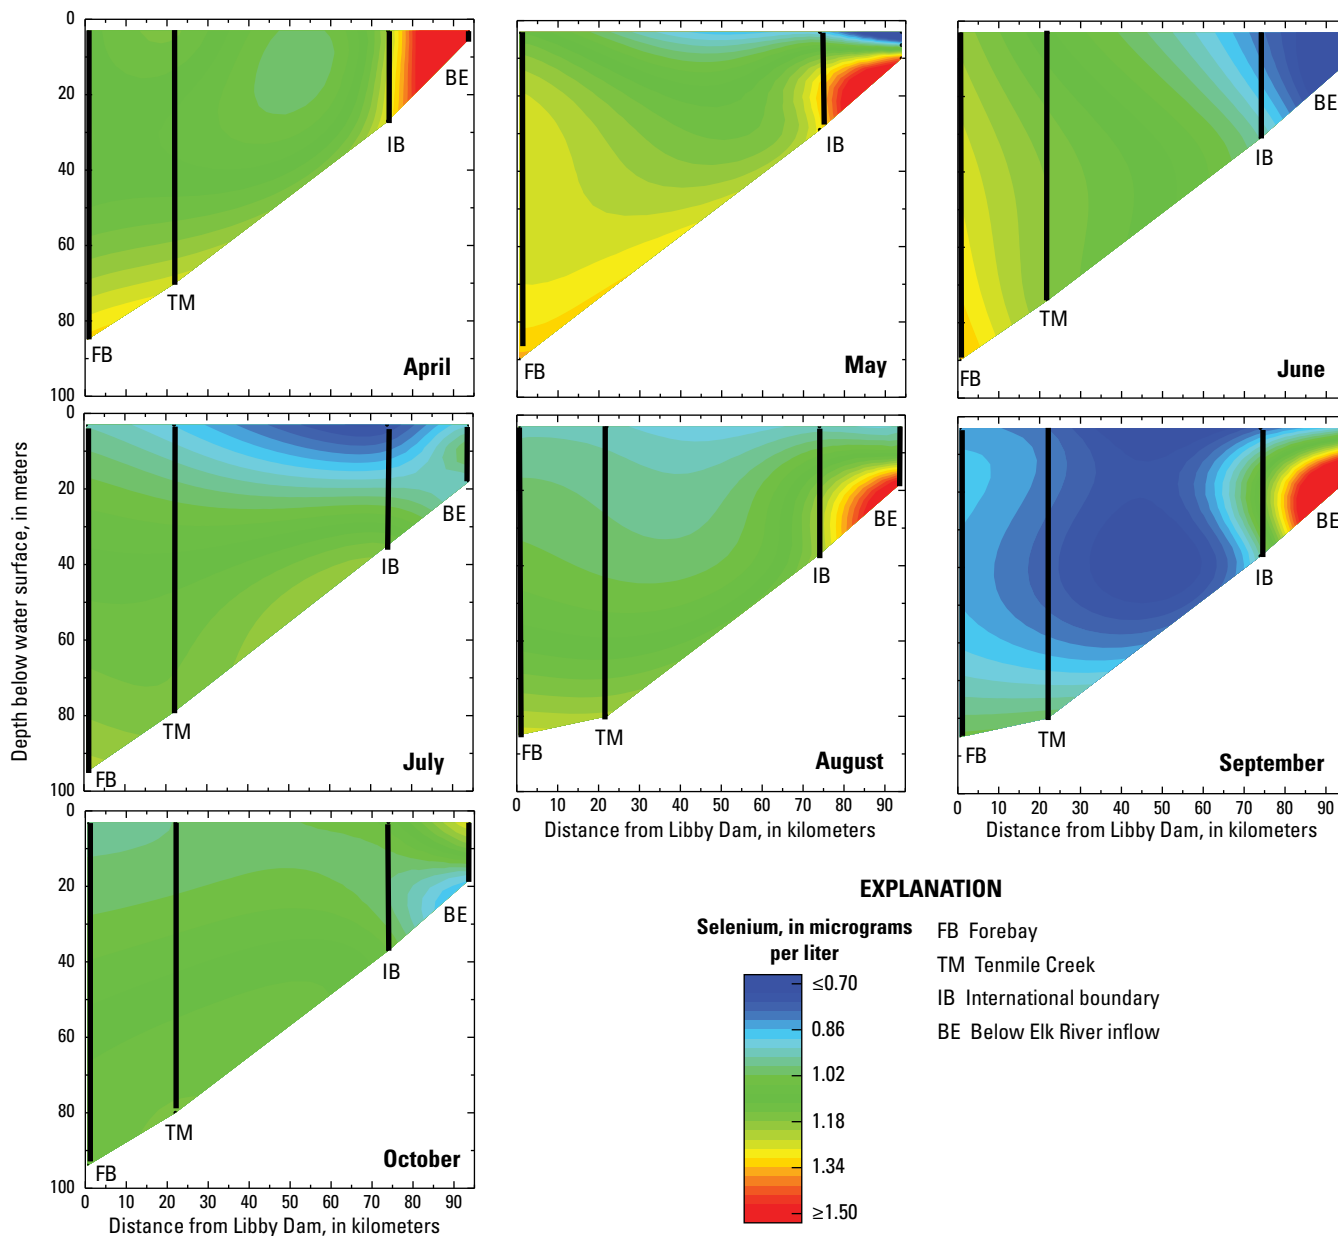 0
20
40
60
80
100
FB
TM
IB
BE
April
FB
IB
May
FB
TM
IB
BE
June
Depth below water surface, in meters
0
20
40
60
80
100
FB
TM
IB
BE
July
FB
TM
IB
BE
August
0 10 20 30 40 50 60 70 80 90
Distance from Libby Dam, in kilometers
FB
TM
IB
BE
September
0 10 20 30 40 50 60 70 80 90
Distance from Libby Dam, in kilometers
0
20
40
60
80
100
FB
TM
IB
BE
October
0 10 20 30 40 50 60 70 80 90
Distance from Libby Dam, in kilometers
EXPLANATION
Selenium, in micrograms
per liter
≤0.70
0.86
1.02
1.18
1.34
≥1.50
FB Forebay
TM Tenmile Creek
IB International boundary
BE Below Elk River inflow